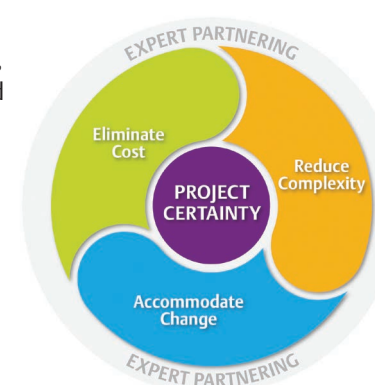 EXPERT PARTNERING
Eliminate
Cost
Reduce
Complexity
PROJECT
CERTAINTY
Accommodate
Change
EXPERT PARTNERING